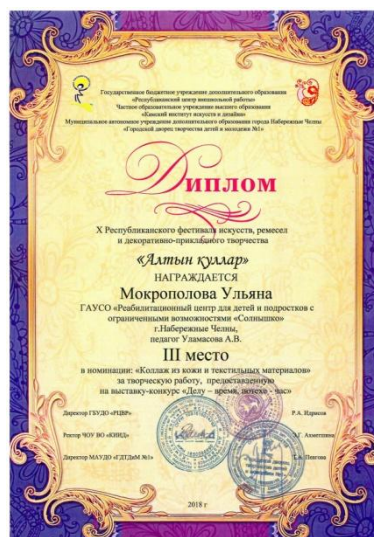 Государственное бюджетное учреждение дополнительного образования
«Республиканский центр внешкольной работы»
Частное образовательное учреждение высшего образования
«Камский институт искусств и дизайна»
Муниципальное автономное учреждение дополнительного образования города Набережные Челны
«Городской дворец творчества детей и молодежи №1»
Диплом
X Республиканского фестиваля искусств, ремесел
и декоративно-прикладного творчества
«Алтын куллар»
НАГРАЖДАЕТСЯ
Мокрополова Ульяна
ГАУСО «Реабилитационный центр для детей и подростков с
ограниченными возможностями «Солнышко»
г.Набережные Челны,
педагог Уламасова А.В.
III место
в номинации: «Коллаж из кожи и текстильных материалов»
за творческую работу, предоставленную
на выставку-конкурс «Делу – время, потехе - час»
Директор ГБУДО «РЦВР» Р.А. Идрисов
Ректор ЧОУ ВО «КИИД» Ахметшина
Директор МАУДО «ГДТДиМ №1»
2018 г